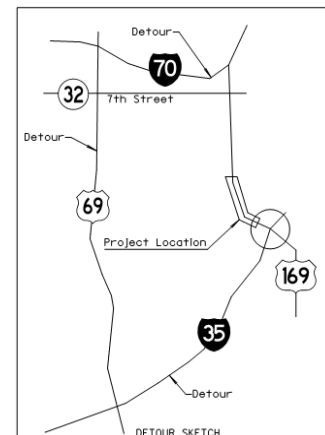 Detour
70
32
7th Street
Detour
69
Project Location
169
35
Detour
DETOUR SKETCH